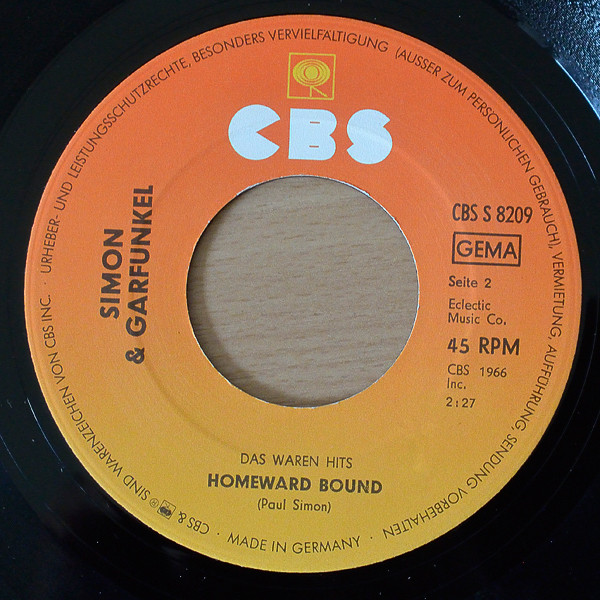 CBS
SIMON
& GARFUNKEL
CBS S 8209
GEMA
Seite 2
Eclectic
Music Co.
45 RPM
CBS 1966
Inc.
2:27
DAS WAREN HITS
HOMEWARD BOUND
(Paul Simon)
CBS & ® SIND WARENZEICHEN VON CBS INC. · URHEBER- UND LEISTUNGSSCHUTZRECHTE, BESONDERS VERVIELFÄLTIGUNG (AUSSER ZUM PERSÖNLICHEN GEBRAUCH), VERMIETUNG, AUFFÜHRUNG, SENDUNG VORBEHALTEN
· MADE IN GERMANY ·